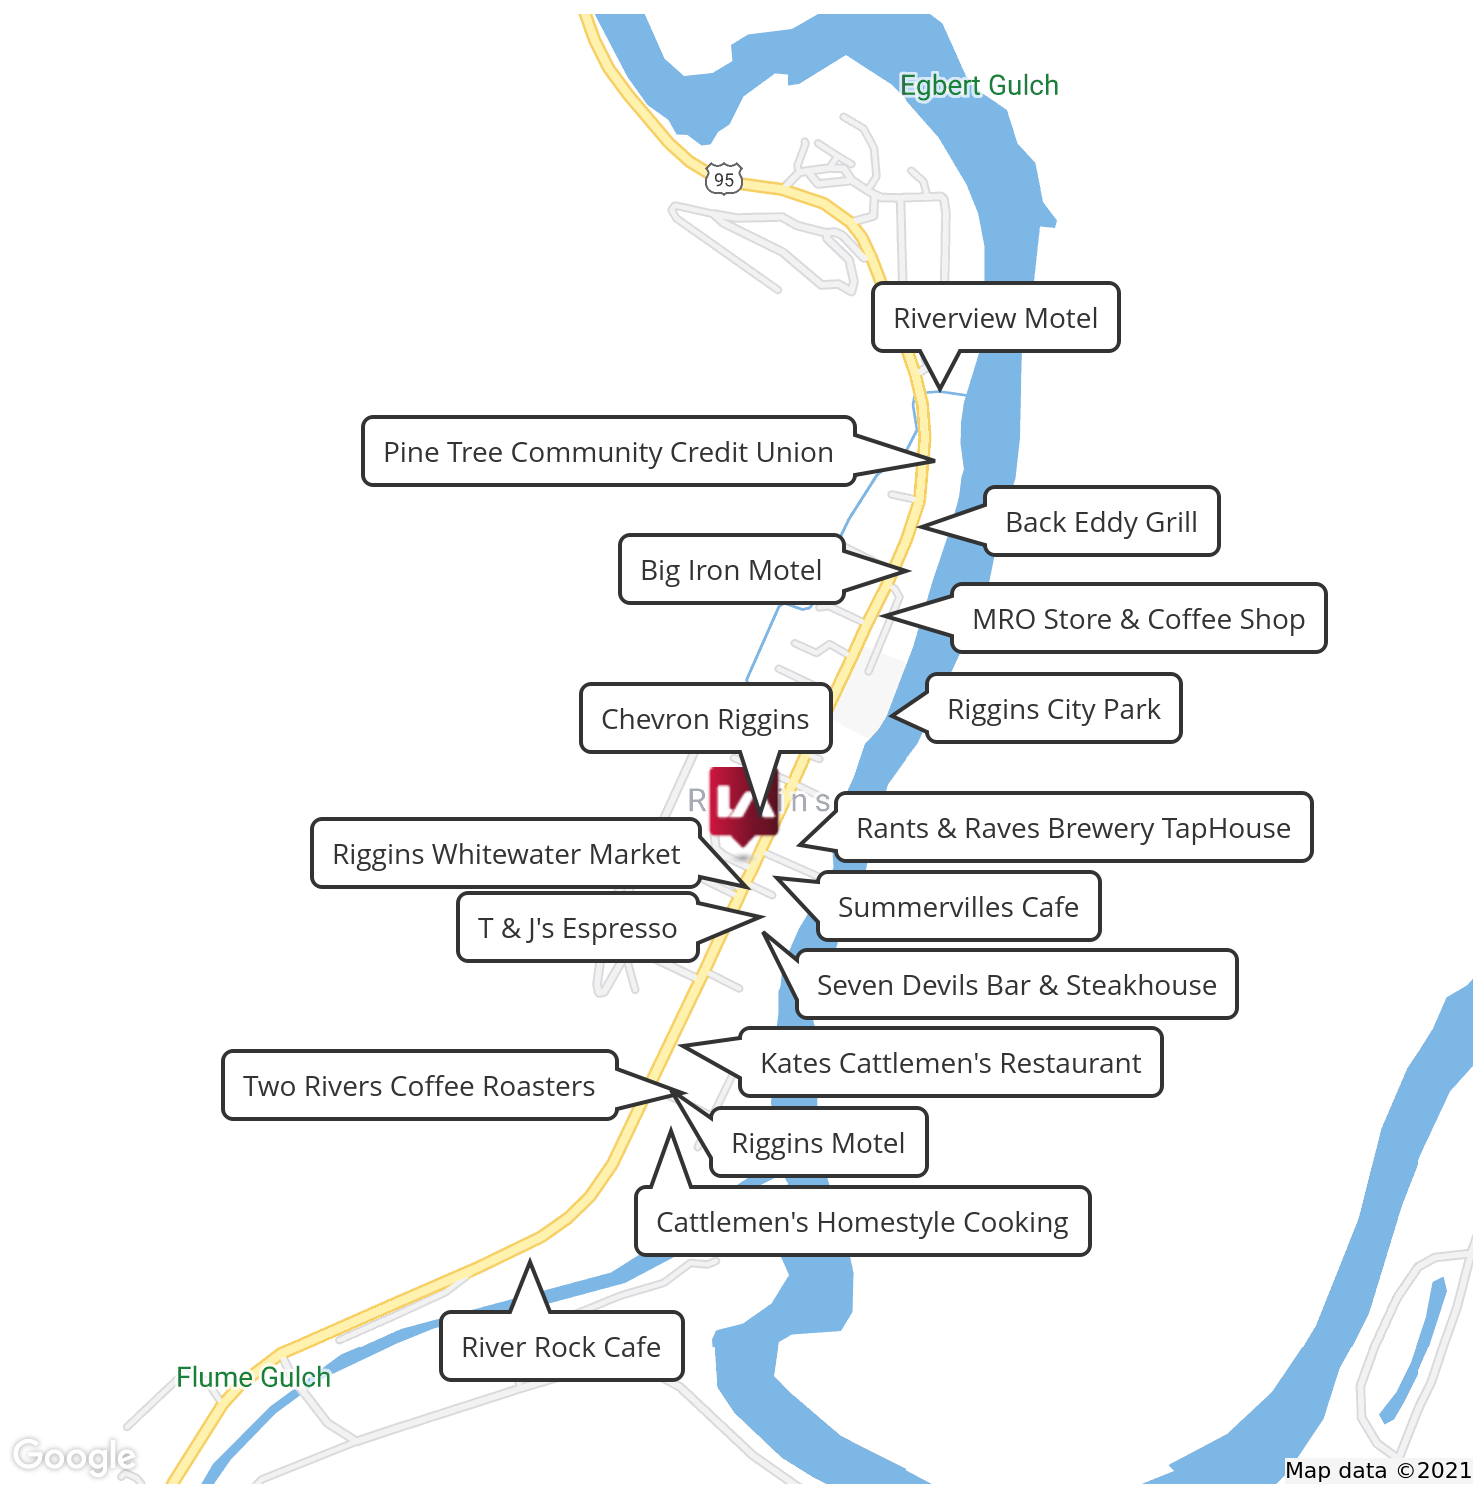 Egbert Gulch
95
Riverview Motel
Pine Tree Community Credit Union
Back Eddy Grill
Big Iron Motel
MRO Store & Coffee Shop
Riggins City Park
Chevron Riggins
Rants & Raves Brewery TapHouse
Riggins Whitewater Market
Summervilles Cafe
T & J's Espresso
Seven Devils Bar & Steakhouse
Kates Cattlemen's Restaurant
Two Rivers Coffee Roasters
Riggins Motel
Cattlemen's Homestyle Cooking
River Rock Cafe
Flume Gulch
Google
Map data ©2021